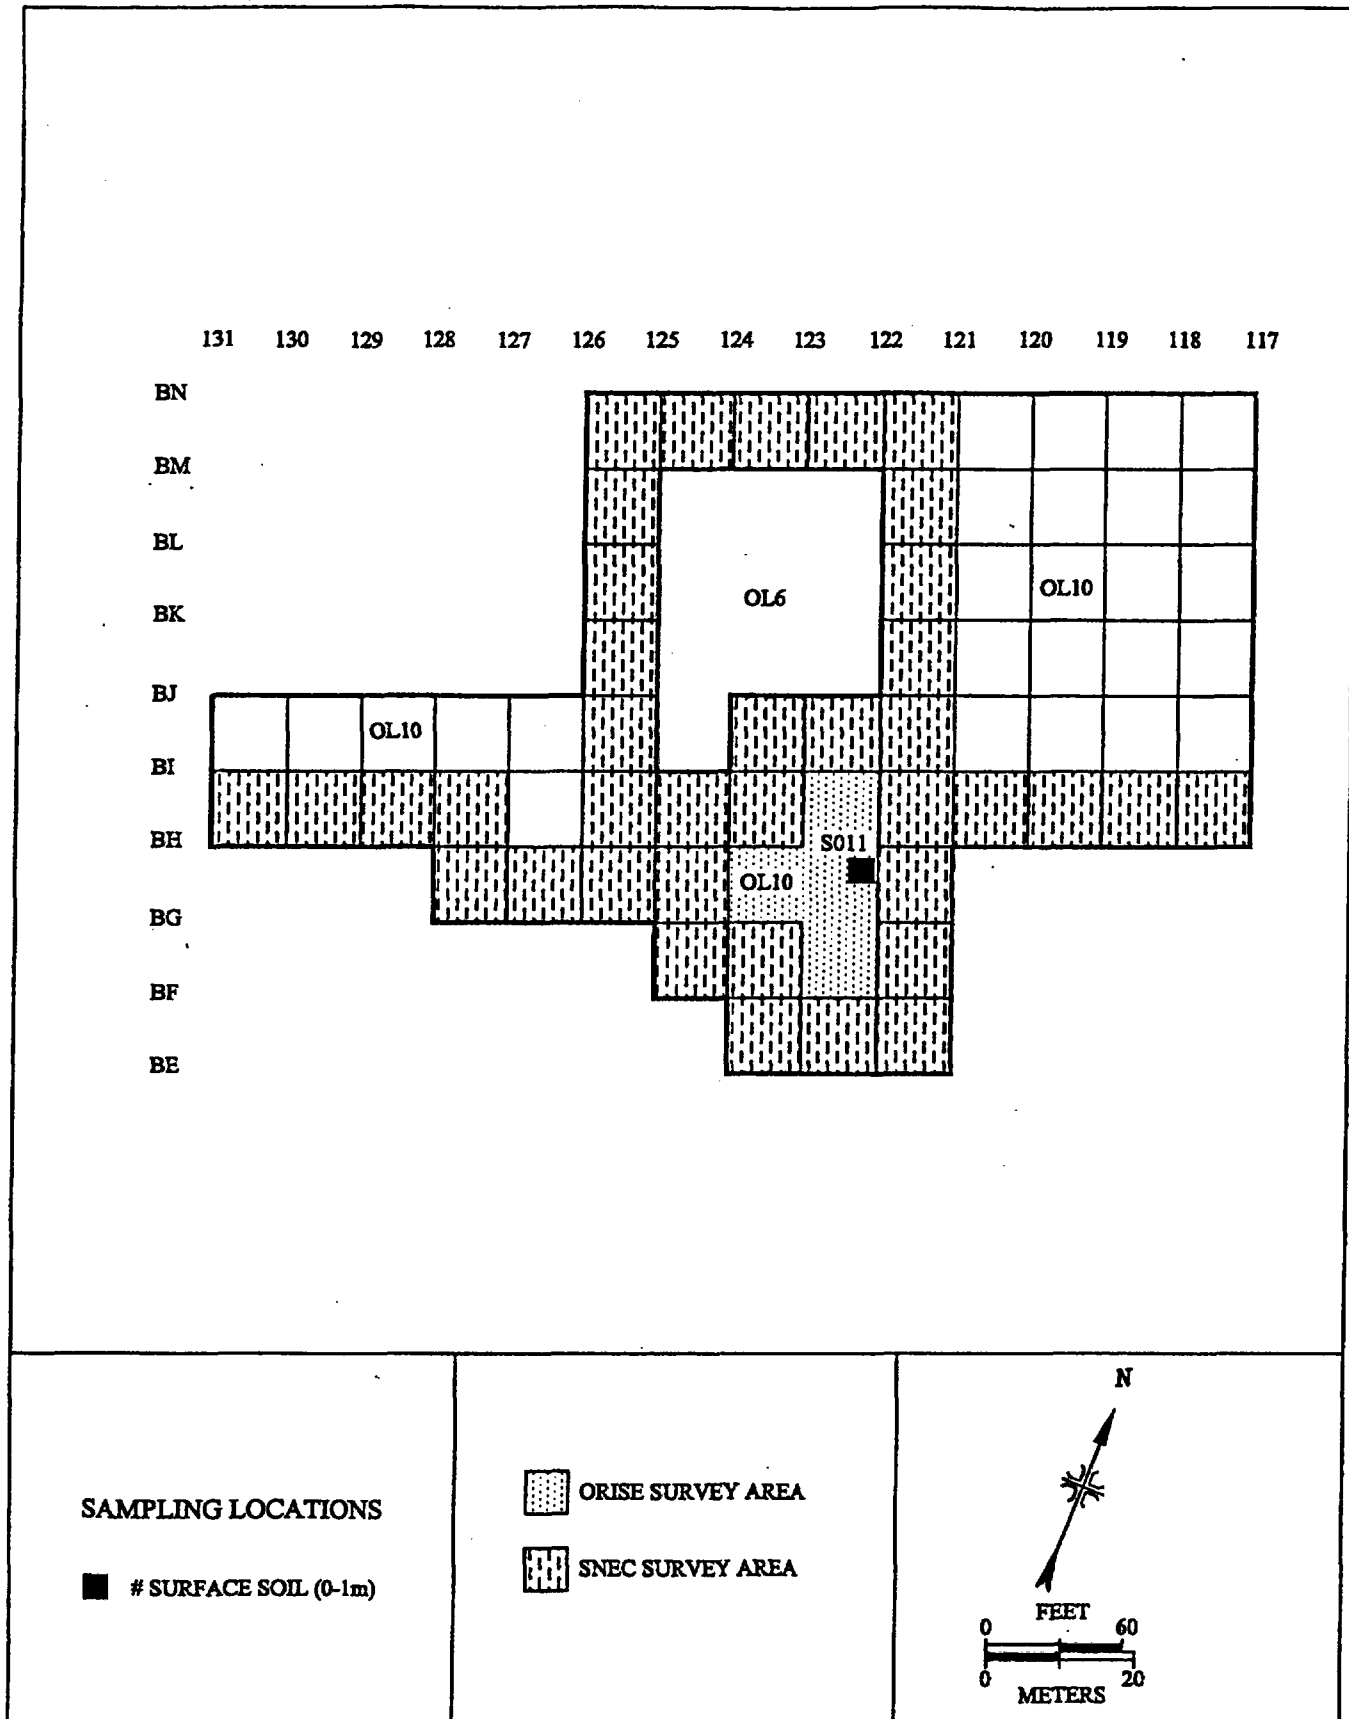 131 130 129 128 127 126 125 124 123 122 121 120 119 118 117
BN
BM
BL
OL6
OL10
BK
BJ
OL10
BI
BH
S011
OL10
BG
BF
BE
N
SAMPLING LOCATIONS
# SURFACE SOIL (0-1m)
ORISE SURVEY AREA
SNEC SURVEY AREA
FEET
0 60
0 20
METERS